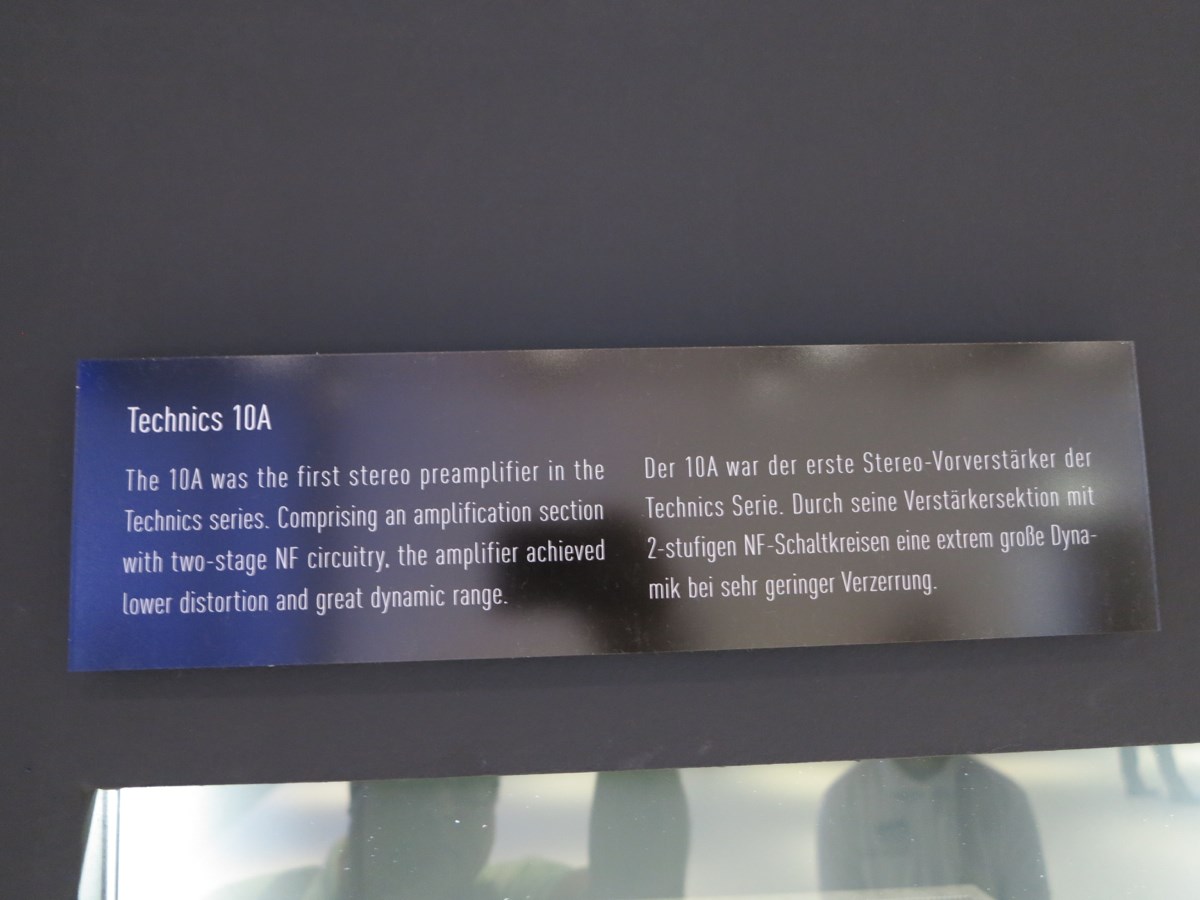 Technics 10A
The 10A was the first stereo preamplifier in the
Technics series. Comprising an amplification section
with two-stage NF circuitry, the amplifier achieved
lower distortion and great dynamic range.
Der 10A war der erste Stereo-Vorverstärker der
Technics Serie. Durch seine Verstärkersektion mit
2-stufigen NF-Schaltkreisen eine extrem große Dyna-
mik bei sehr geringer Verzerrung.